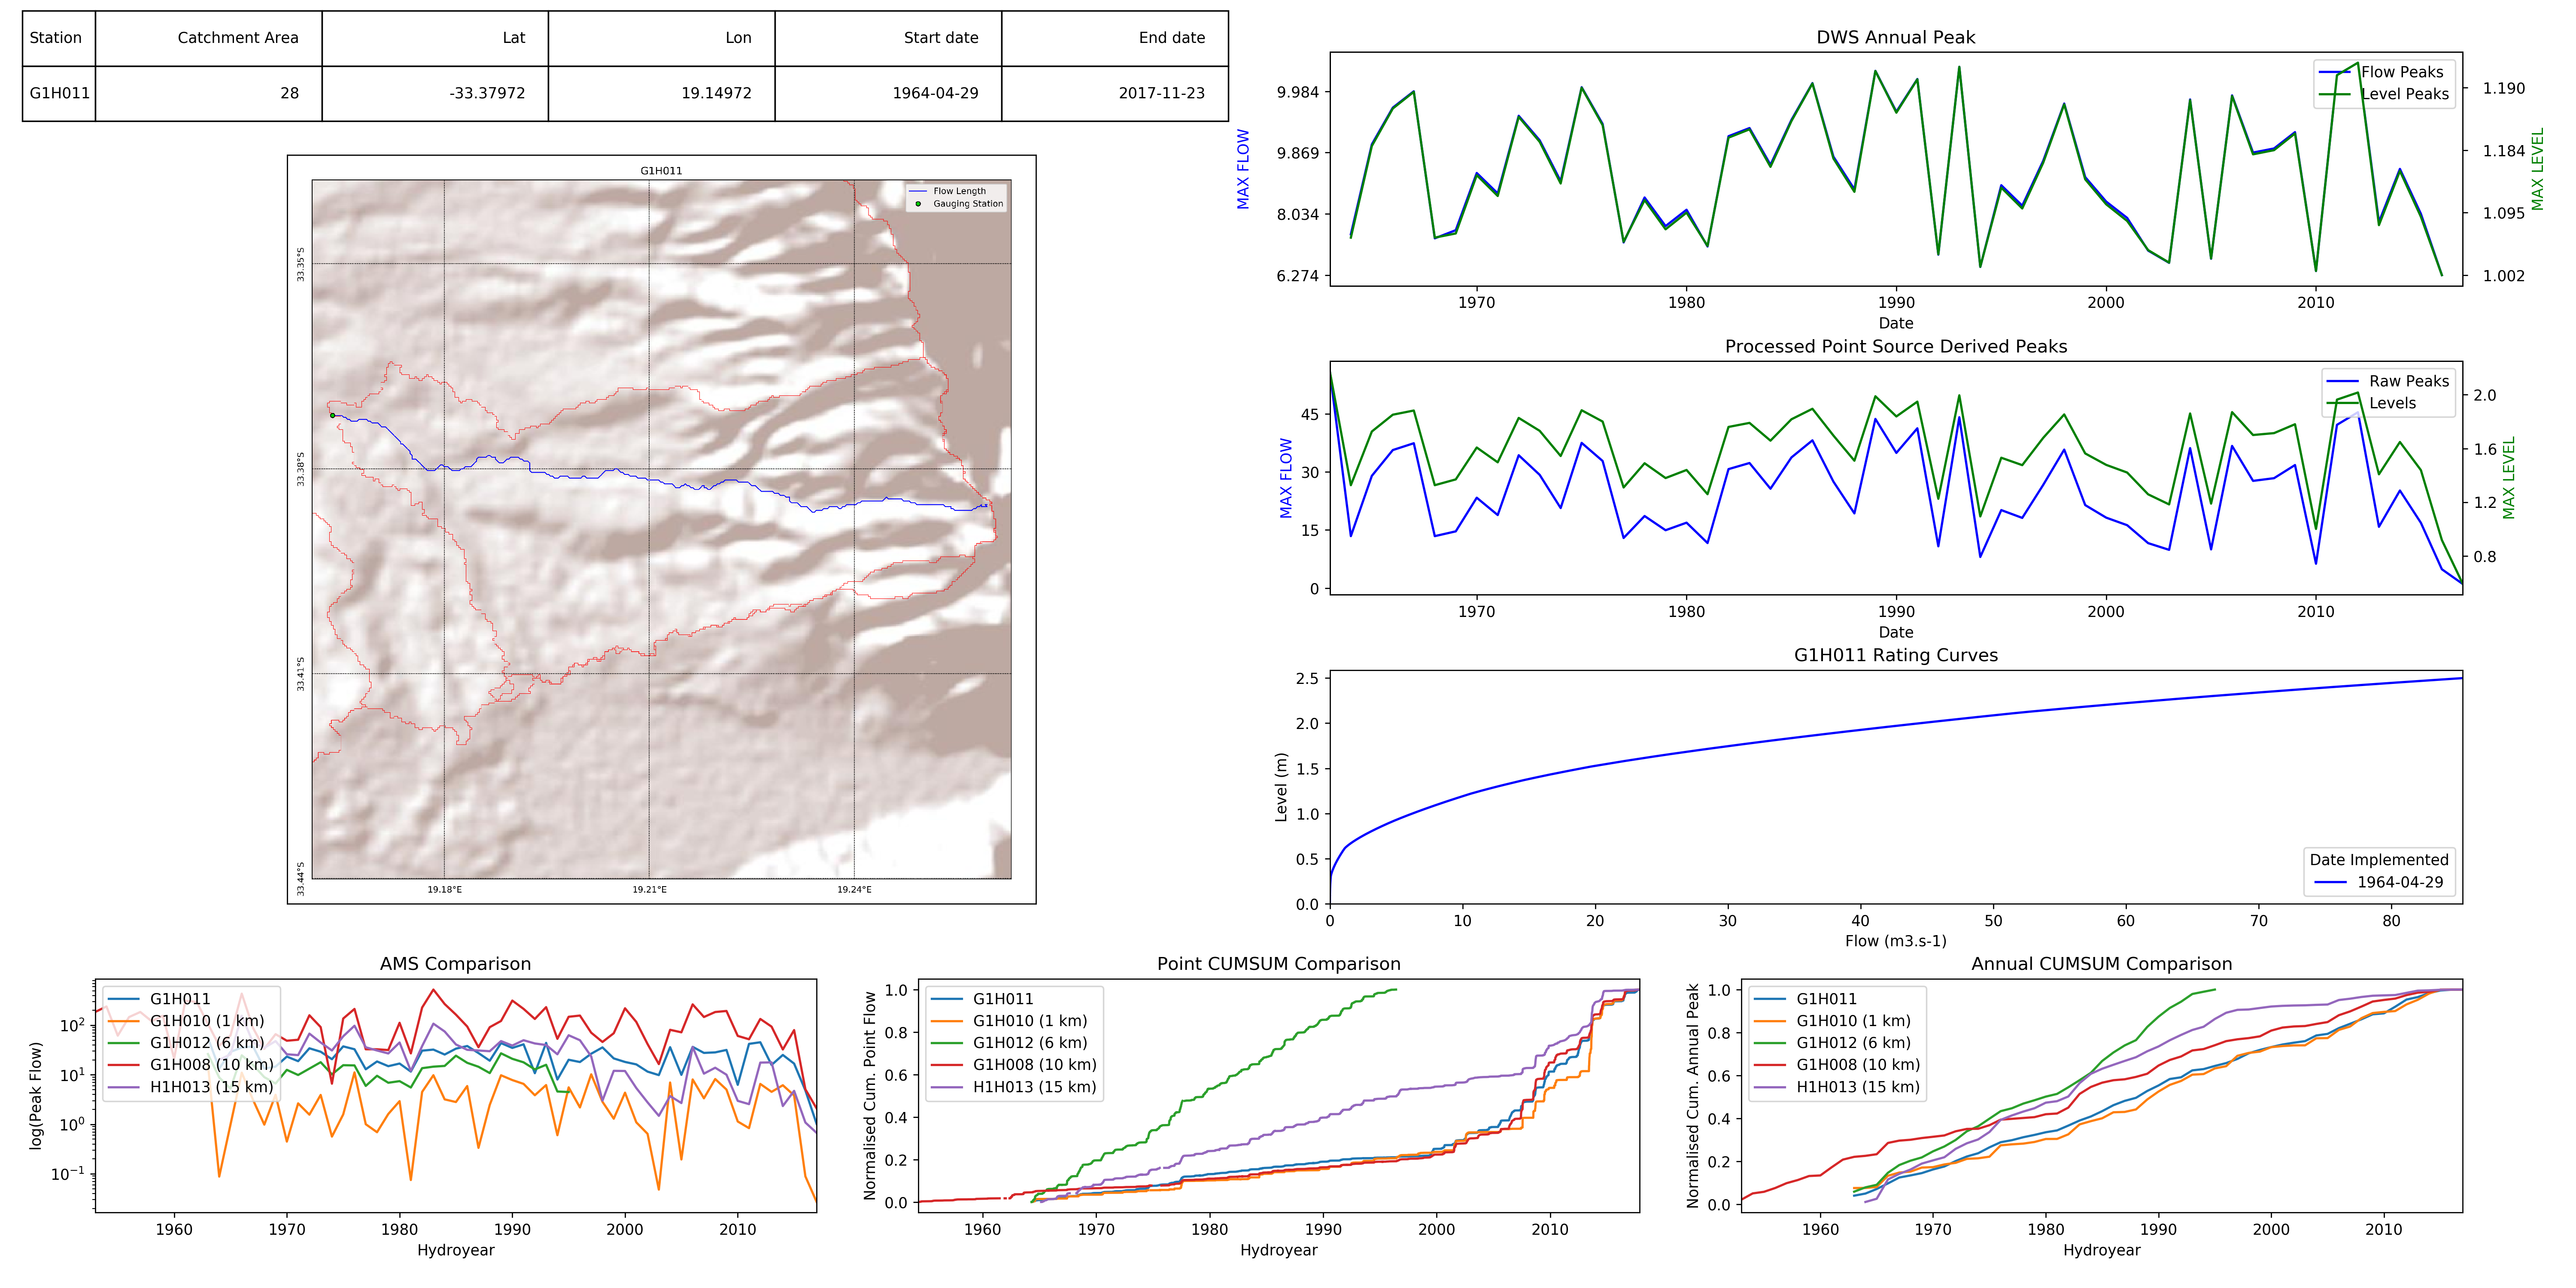 Station Catchment Area Lat Lon Start date End date
G1H011 28 -33.37972 19.14972 1964-04-29 2017-11-23
G1H011
Flow Length
Gauging Station
33.35°S
33.38°S
33.41°S
33.44°S
19.18°E 19.21°E 19.24°E
DWS Annual Peak
Flow Peaks
Level Peaks
MAX FLOW
9.984
9.869
8.034
6.274
1.190
1.184
1.095
1.002
MAX LEVEL
1970 1980 1990 2000 2010
Date
Processed Point Source Derived Peaks
Raw Peaks
Levels
MAX FLOW
45
30
15
0
2.0
1.6
1.2
0.8
MAX LEVEL
1970 1980 1990 2000 2010
Date
G1H011 Rating Curves
Level (m)
2.5
2.0
1.5
1.0
0.5
0.0
Date Implemented
1964-04-29
0 10 20 30 40 50 60 70 80
Flow (m3.s-1)
AMS Comparison
G1H011
G1H010 (1 km)
G1H012 (6 km)
G1H008 (10 km)
H1H013 (15 km)
log(Peak Flow)
10²
10¹
10⁰
10⁻¹
1960 1970 1980 1990 2000 2010
Hydroyear
Point CUMSUM Comparison
G1H011
G1H010 (1 km)
G1H012 (6 km)
G1H008 (10 km)
H1H013 (15 km)
Normalised Cum. Point Flow
1.0
0.8
0.6
0.4
0.2
0.0
1960 1970 1980 1990 2000 2010
Hydroyear
Annual CUMSUM Comparison
G1H011
G1H010 (1 km)
G1H012 (6 km)
G1H008 (10 km)
H1H013 (15 km)
Normalised Cum. Annual Peak
1.0
0.8
0.6
0.4
0.2
0.0
1960 1970 1980 1990 2000 2010
Hydroyear